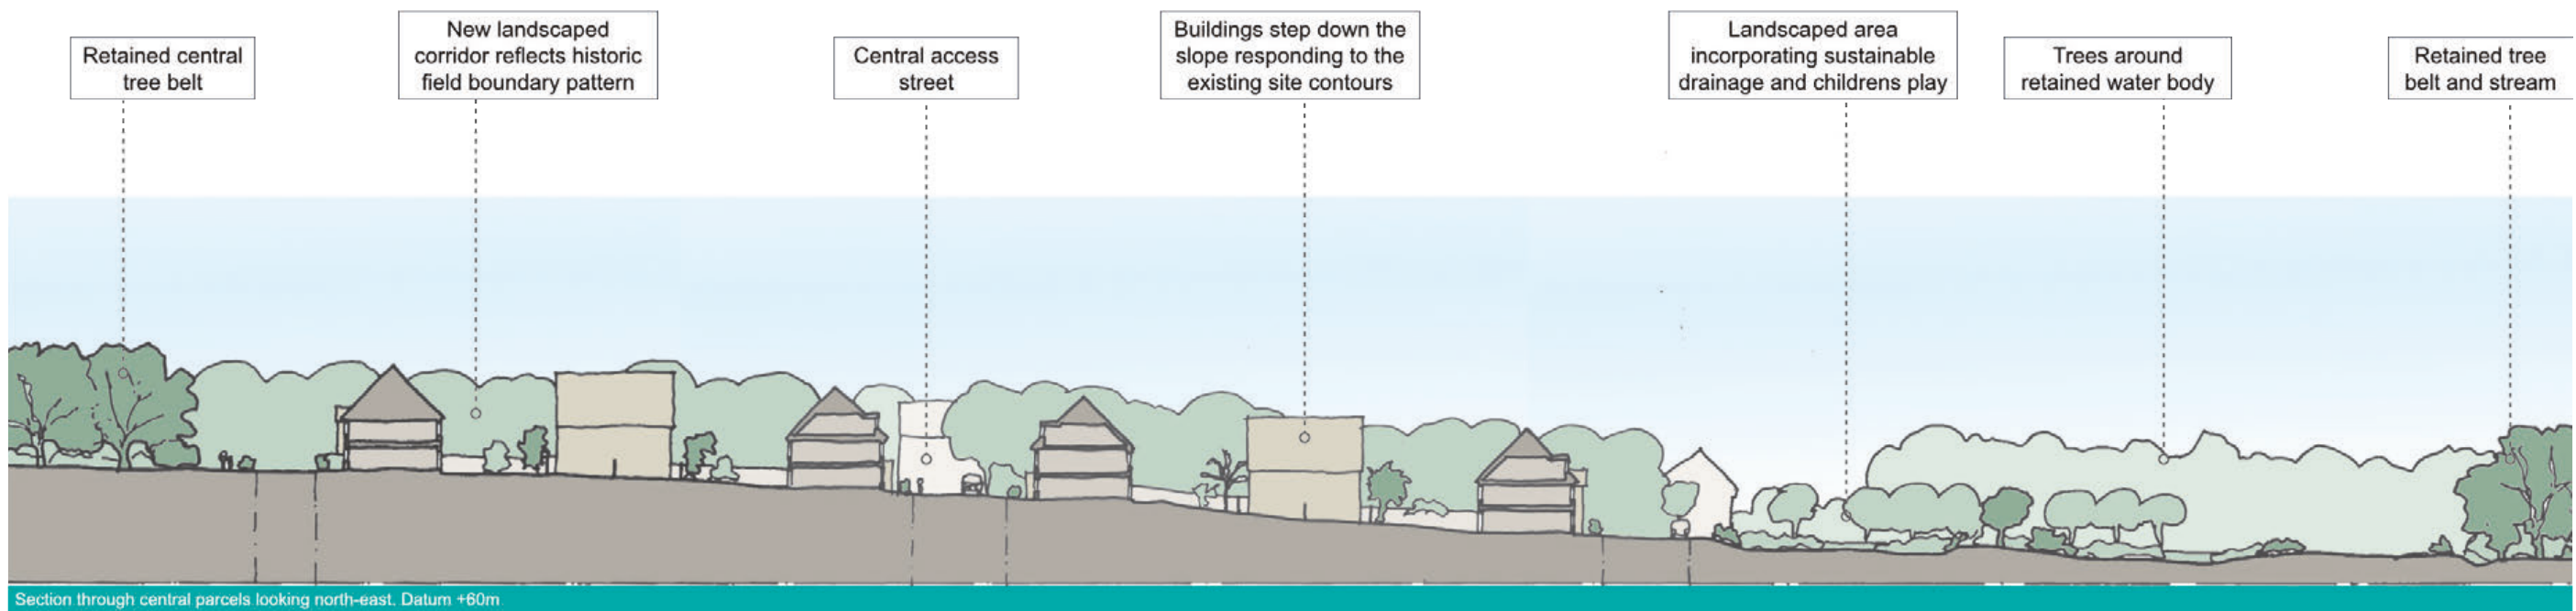 Retained central
tree belt
New landscaped
corridor reflects historic
field boundary pattern
Central access
street
Buildings step down the
slope responding to the
existing site contours
Landscaped area
incorporating sustainable
drainage and childrens play
Trees around
retained water body
Retained tree
belt and stream
Section through central parcels looking north-east. Datum +60m